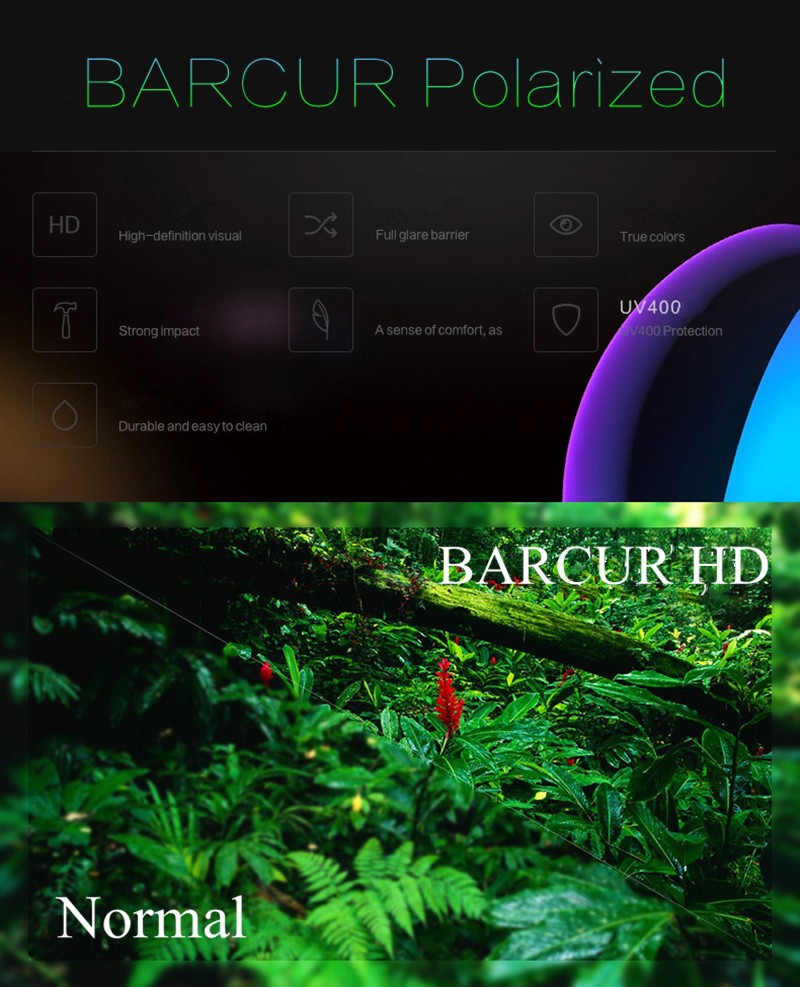 BARCUR Polarìzed
HD
High-definition visual
Full glare barrier
True colors
Strong impact
A sense of comfort, as
UV400
UV400 Protection
Durable and easy to clean
BARCUR HD
Normal